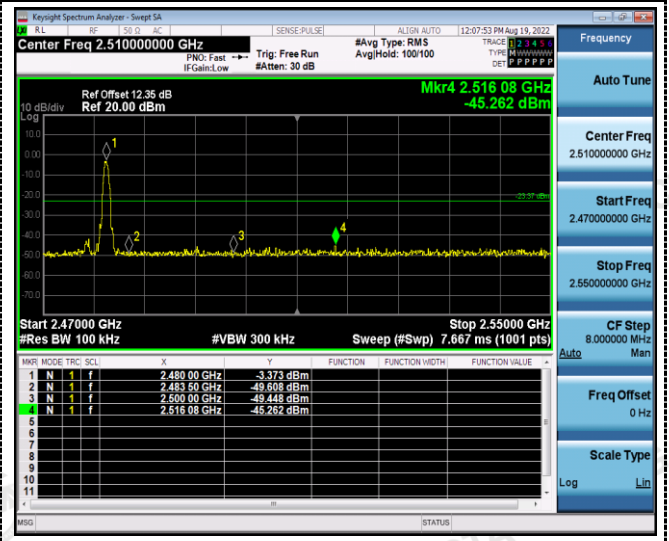 Keysight Spectrum Analyzer - Swept SA
RL RF 50 Ω AC SENSE:PULSE ALIGN AUTO 12:07:53 PM Aug 19, 2022
Center Freq 2.510000000 GHz
PNO: Fast
IFGain:Low
Trig: Free Run
#Atten: 30 dB
#Avg Type: RMS
Avg|Hold: 100/100
TRACE 1 2 3 4 5 6
TYPE M WWWWW
DET P P P P P P
Mkr4 2.516 08 GHz
-45.262 dBm
Ref Offset 12.35 dB
10 dB/div Ref 20.00 dBm
Log
10.0
0.00
-10.0
-20.0
-30.0
-40.0
-50.0
-60.0
-70.0
1
2
3
4
-23.37 dBm
Start 2.47000 GHz Stop 2.55000 GHz
#Res BW 100 kHz #VBW 300 kHz Sweep (#Swp) 7.667 ms (1001 pts)
MKR MODE TRC SCL X Y FUNCTION FUNCTION WIDTH FUNCTION VALUE
1 N 1 f 2.480 00 GHz -3.373 dBm
2 N 1 f 2.483 50 GHz -49.608 dBm
3 N 1 f 2.500 00 GHz -49.448 dBm
4 N 1 f 2.516 08 GHz -45.262 dBm
5
6
7
8
9
10
11
MSG STATUS
Frequency
Auto Tune
Center Freq
2.510000000 GHz
Start Freq
2.470000000 GHz
Stop Freq
2.550000000 GHz
CF Step
8.000000 MHz
Auto Man
Freq Offset
0 Hz
Scale Type
Log Lin